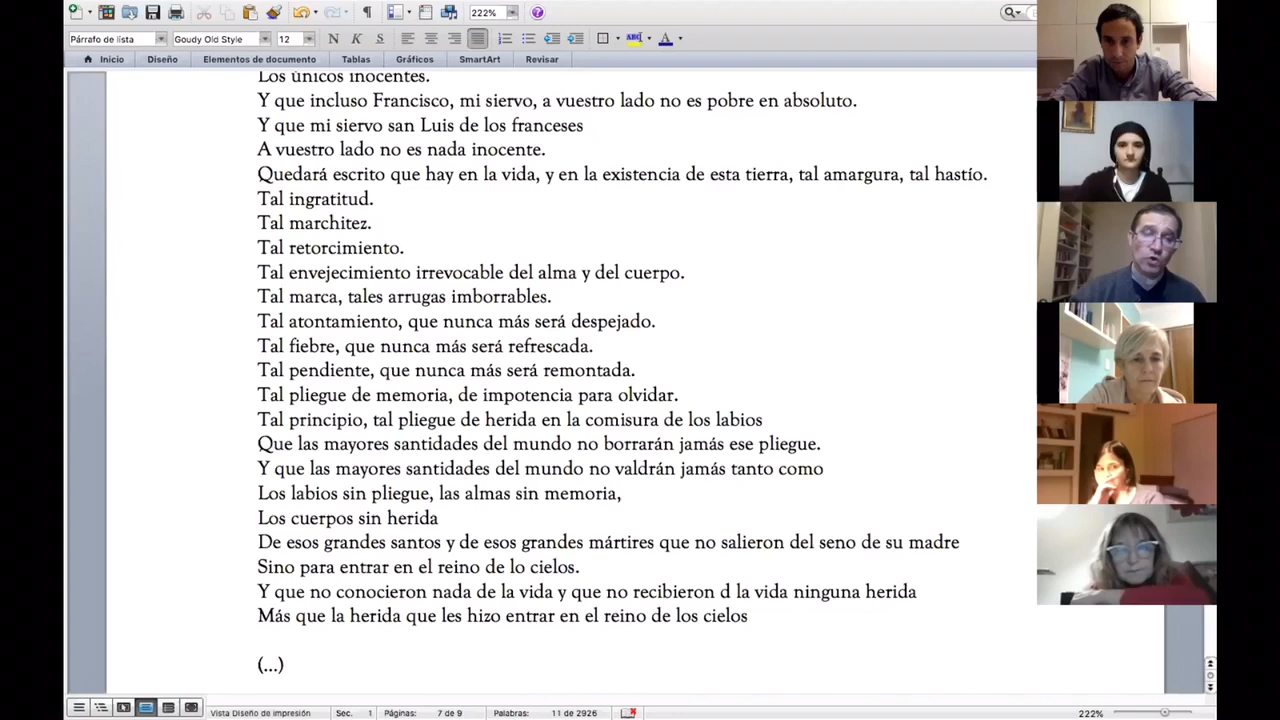 222%
Párrafo de lista
Goudy Old Style
12
N K S
ABC A
Inicio Diseño Elementos de documento Tablas Gráficos SmartArt Revisar
Los únicos inocentes.
Y que incluso Francisco, mi siervo, a vuestro lado no es pobre en absoluto.
Y que mi siervo san Luis de los franceses
A vuestro lado no es nada inocente.
Quedará escrito que hay en la vida, y en la existencia de esta tierra, tal amargura, tal hastío.
Tal ingratitud.
Tal marchitez.
Tal retorcimiento.
Tal envejecimiento irrevocable del alma y del cuerpo.
Tal marca, tales arrugas imborrables.
Tal atontamiento, que nunca más será despejado.
Tal fiebre, que nunca más será refrescada.
Tal pendiente, que nunca más será remontada.
Tal pliegue de memoria, de impotencia para olvidar.
Tal principio, tal pliegue de herida en la comisura de los labios
Que las mayores santidades del mundo no borrarán jamás ese pliegue.
Y que las mayores santidades del mundo no valdrán jamás tanto como
Los labios sin pliegue, las almas sin memoria,
Los cuerpos sin herida
De esos grandes santos y de esos grandes mártires que no salieron del seno de su madre
Sino para entrar en el reino de lo cielos.
Y que no conocieron nada de la vida y que no recibieron d la vida ninguna herida
Más que la herida que les hizo entrar en el reino de los cielos
(...)
Vista Diseño de impresión Sec. 1 Páginas: 7 de 9 Palabras: 11 de 2926 222%